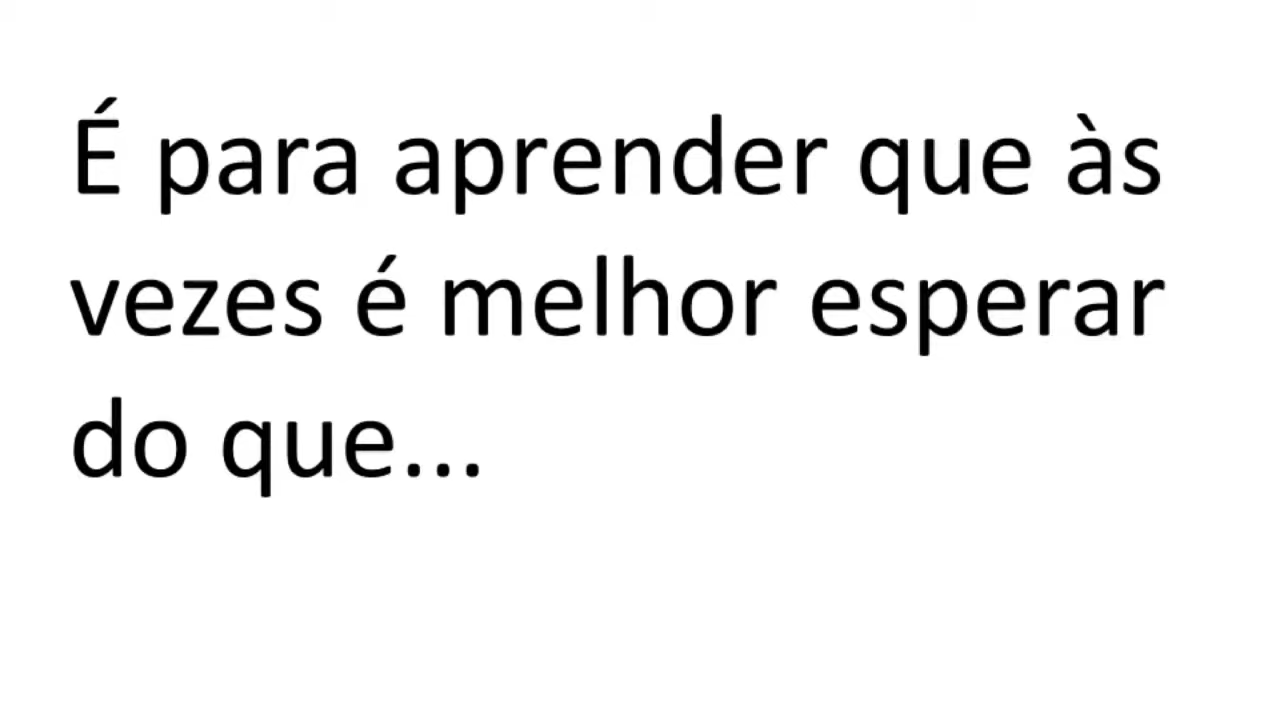 É para aprender que às
vezes é melhor esperar
do que...